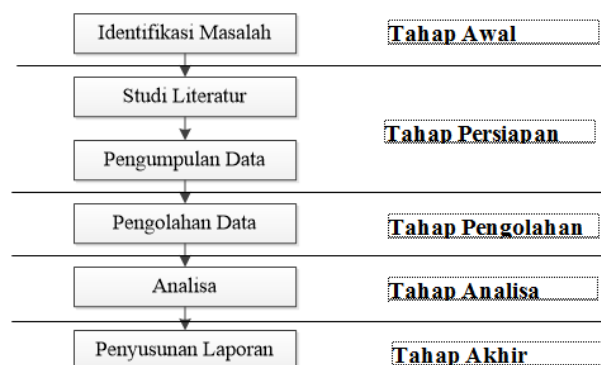 Identifikasi Masalah
Tahap Awal
Studi Literatur
Tahap Persiapan
Pengumpulan Data
Pengolahan Data
Tahap Pengolahan
Analisa
Tahap Analisa
Penyusunan Laporan
Tahap Akhir